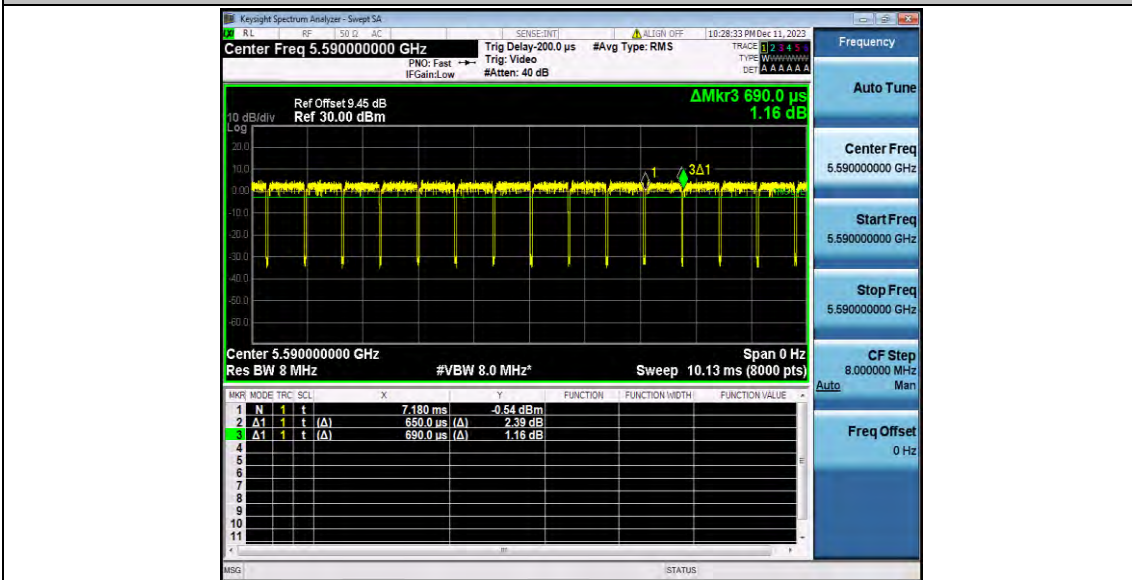 Keysight Spectrum Analyzer - Swept SA
RL RF 50 Ω AC SENSE:INT ALIGN OFF 10:28:33 PM Dec 11, 2023
Center Freq 5.590000000 GHz Trig Delay-200.0 µs #Avg Type: RMS TRACE 1 2 3 4 5 6
PNO: Fast Trig: Video TYPE W
IFGain:Low #Atten: 40 dB DET A A A A A A
Frequency
Auto Tune
Center Freq
5.590000000 GHz
Start Freq
5.590000000 GHz
Stop Freq
5.590000000 GHz
CF Step
8.000000 MHz
Auto Man
Freq Offset
0 Hz
ΔMkr3 690.0 µs
1.16 dB
Ref Offset 9.45 dB
10 dB/div Ref 30.00 dBm
Log
20.0
10.0
0.00
-10.0
-20.0
-30.0
-40.0
-50.0
-60.0
1
3Δ1
Center 5.590000000 GHz Span 0 Hz
Res BW 8 MHz #VBW 8.0 MHz* Sweep 10.13 ms (8000 pts)
MKR MODE TRC SCL X Y FUNCTION FUNCTION WIDTH FUNCTION VALUE
1 N 1 t 7.180 ms -0.54 dBm
2 Δ1 1 t (Δ) 650.0 µs (Δ) 2.39 dB
3 Δ1 1 t (Δ) 690.0 µs (Δ) 1.16 dB
4
5
6
7
8
9
10
11
MSG STATUS